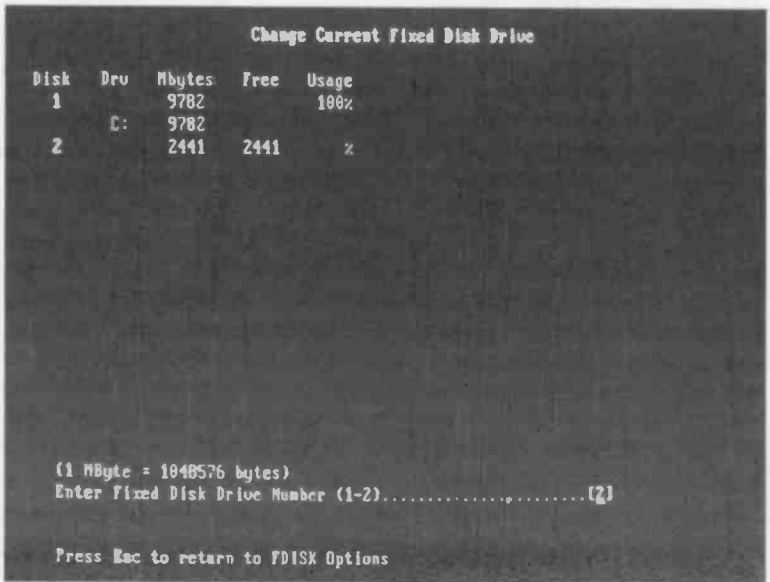 Change Current Fixed Disk Drive
Disk Drv Mbytes Free Usage
1 9782 100%
C: 9782
2 2441 2441 %
(1 MByte = 1048576 bytes)
Enter Fixed Disk Drive Number (1-2)......................[2]
Press Esc to return to FDISK Options